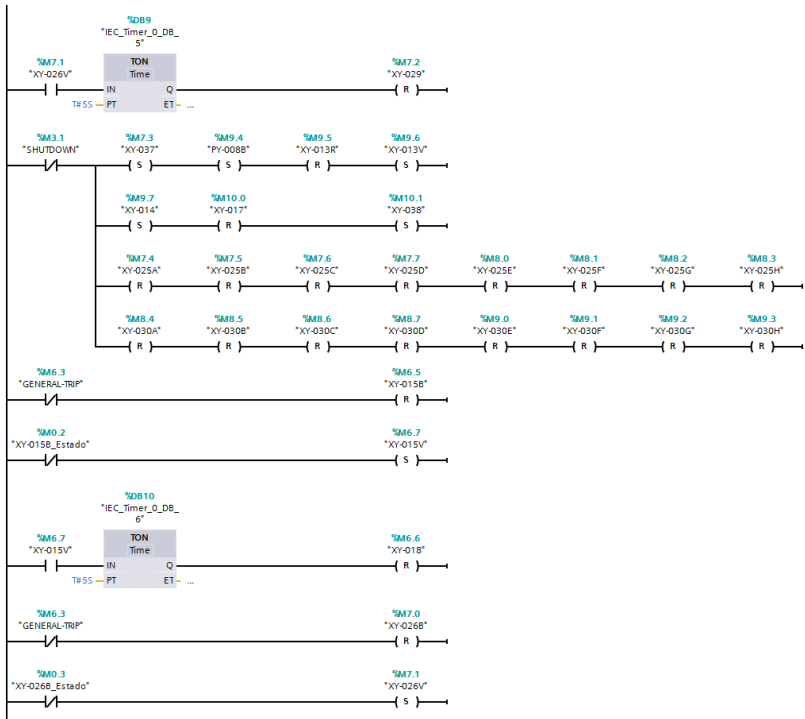 %DB9
"IEC_Timer_0_DB_
5"
%M7.1 TON %M7.2
"XY-026V" Time "XY-029"
IN Q R
T#5S PT ET ...
%M3.1 %M7.3 %M9.4 %M9.5 %M9.6
"SHUTDOWN" "XY-037" "PY-008B" "XY-013R" "XY-013V"
S S R S
%M9.7 %M10.0 %M10.1
"XY-014" "XY-017" "XY-038"
S R S
%M7.4 %M7.5 %M7.6 %M7.7 %M8.0 %M8.1 %M8.2 %M8.3
"XY-025A" "XY-025B" "XY-025C" "XY-025D" "XY-025E" "XY-025F" "XY-025G" "XY-025H"
R R R R R R R R
%M8.4 %M8.5 %M8.6 %M8.7 %M9.0 %M9.1 %M9.2 %M9.3
"XY-030A" "XY-030B" "XY-030C" "XY-030D" "XY-030E" "XY-030F" "XY-030G" "XY-030H"
R R R R R R R R
%M6.3 %M6.5
"GENERAL-TRIP" "XY-015B"
R
%M0.2 %M6.7
"XY-015B_Estado" "XY-015V"
S
%DB10
"IEC_Timer_0_DB_
6"
%M6.7 TON %M6.6
"XY-015V" Time "XY-018"
IN Q R
T#5S PT ET ...
%M6.3 %M7.0
"GENERAL-TRIP" "XY-026B"
R
%M0.3 %M7.1
"XY-026B_Estado" "XY-026V"
S